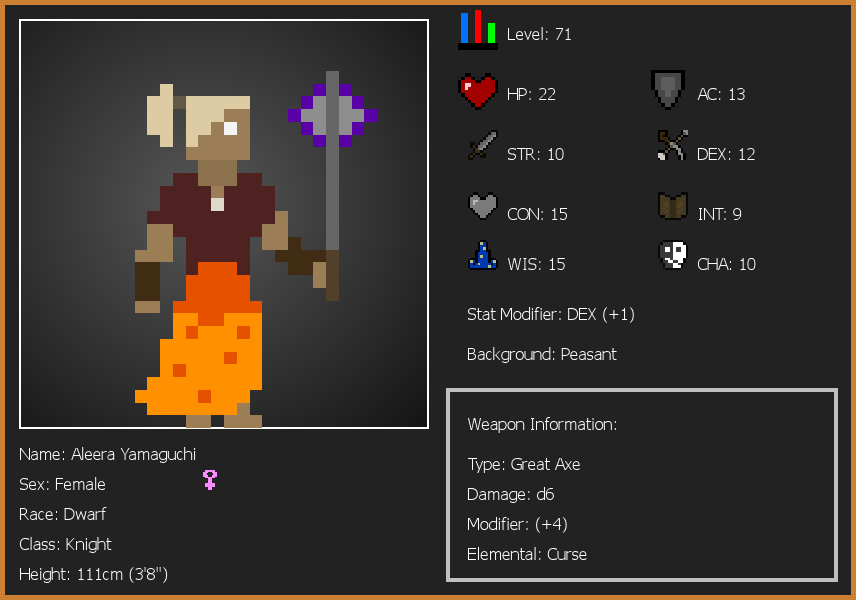 Level: 71
HP: 22
AC: 13
STR: 10
DEX: 12
CON: 15
INT: 9
WIS: 15
CHA: 10
Stat Modifier: DEX (+1)
Background: Peasant
Weapon Information:
Type: Great Axe
Damage: d6
Modifier: (+4)
Elemental: Curse
Name: Aleera Yamaguchi
Sex: Female
Race: Dwarf
Class: Knight
Height: 111cm (3'8")